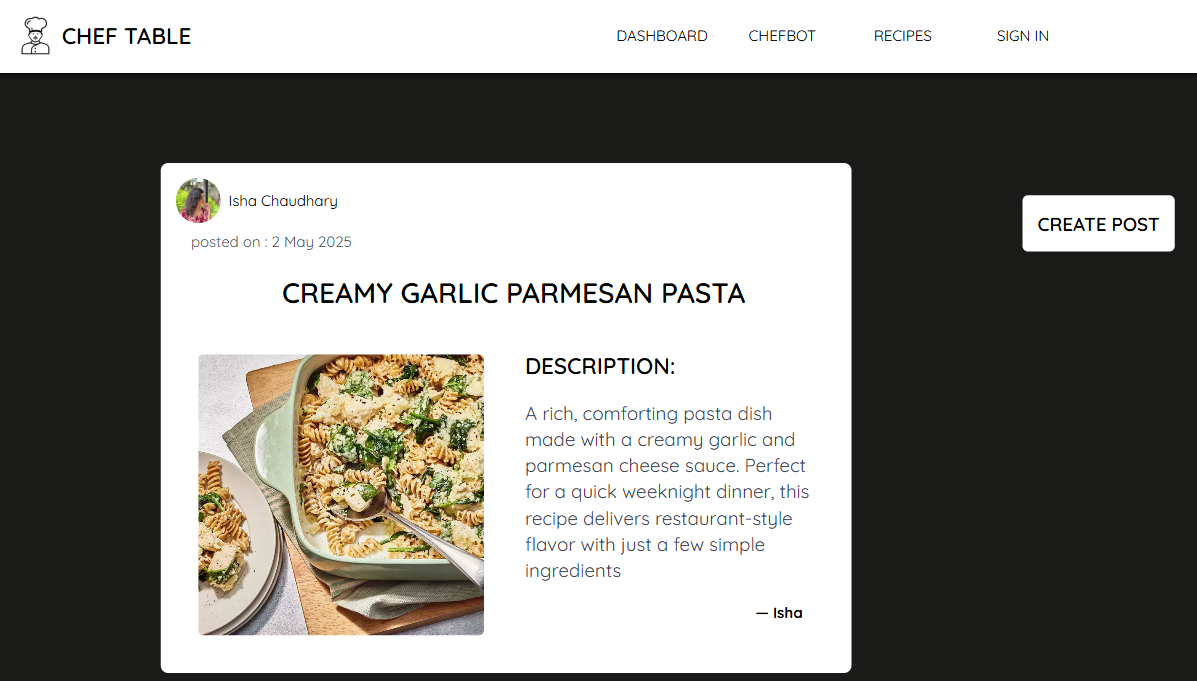 CHEF TABLE
DASHBOARD
CHEFBOT
RECIPES
SIGN IN
Isha Chaudhary
posted on : 2 May 2025
CREATE POST
CREAMY GARLIC PARMESAN PASTA
DESCRIPTION:
A rich, comforting pasta dish
made with a creamy garlic and
parmesan cheese sauce. Perfect
for a quick weeknight dinner, this
recipe delivers restaurant-style
flavor with just a few simple
ingredients
— Isha